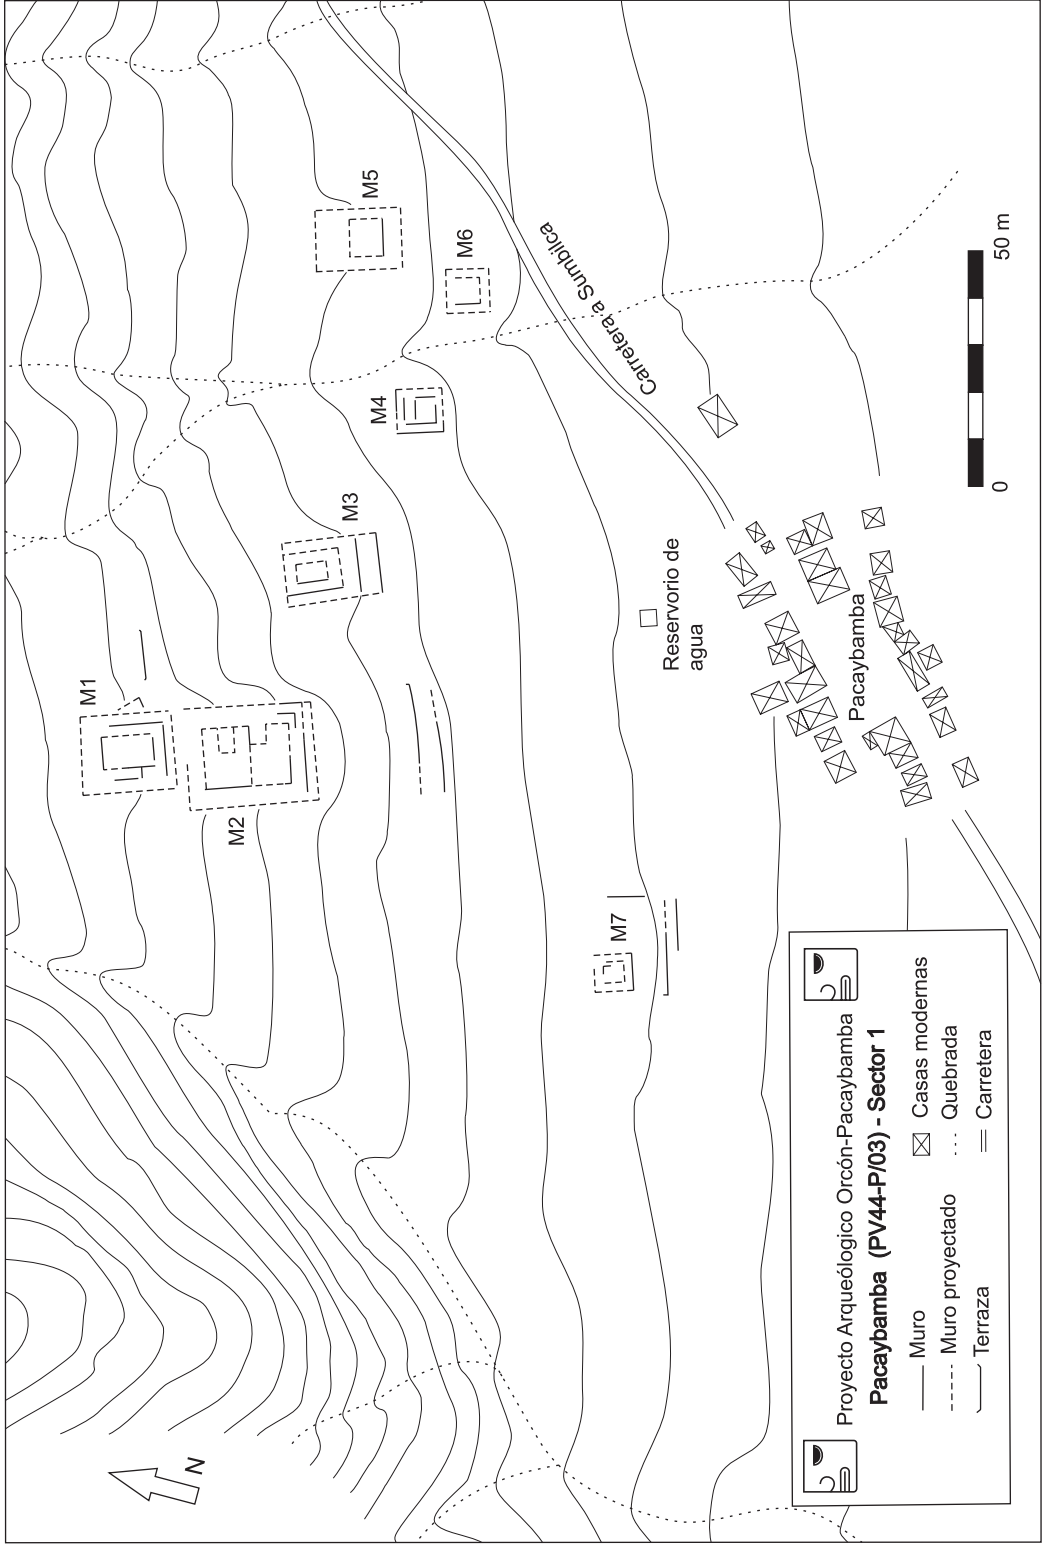 M1
M2
M3
M4
M5
M6
M7
Carretera a Sumbilca
Reservorio de
agua
Pacaybamba
0
50 m
N
Proyecto Arqueólogico Orcón-Pacaybamba
Pacaybamba (PV44-P/03) - Sector 1
Muro
Muro proyectado
Terraza
Casas modernas
Quebrada
Carretera